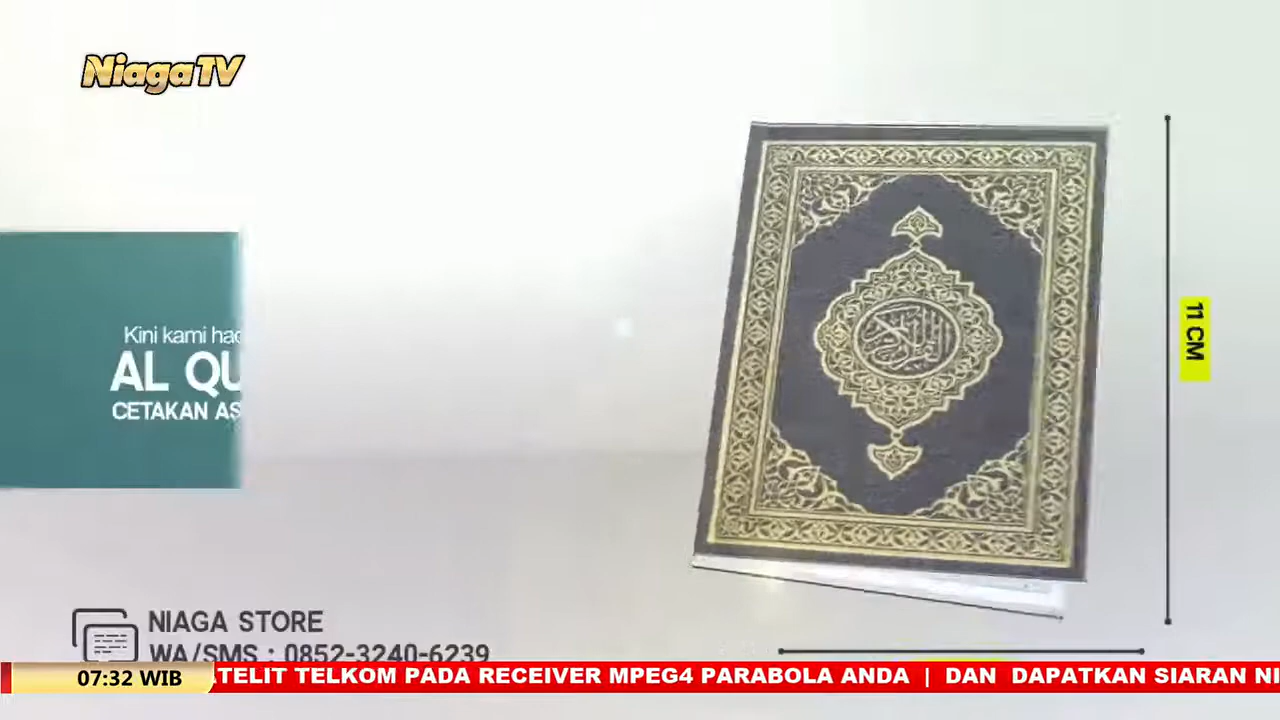 NiagaTV
Kini kami had
AL QU
CETAKAN AS
11 CM
NIAGA STORE
WA/SMS : 0852-3240-6239
07:32 WIB
TELIT TELKOM PADA RECEIVER MPEG4 PARABOLA ANDA | DAN DAPATKAN SIARAN NI